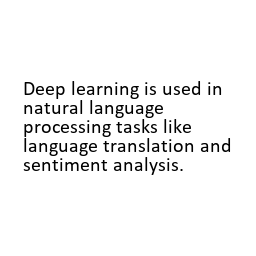 Deep learning is used in
natural language
processing tasks like
language translation and
sentiment analysis.